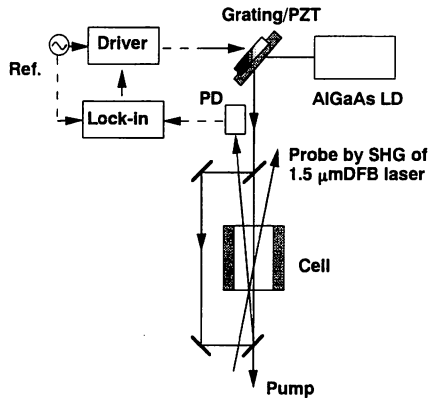 Grating/PZT
Driver
Ref.
AlGaAs LD
PD
Lock-in
Probe by SHG of
1.5 μmDFB laser
Cell
Pump